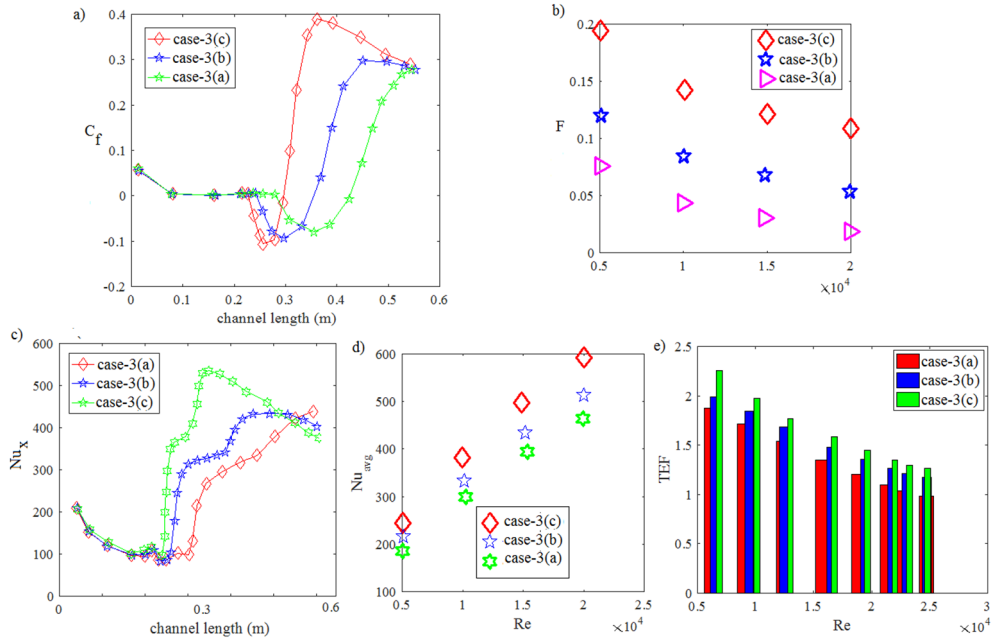 a)
0.4
case-3(c)
case-3(b)
case-3(a)
0.3
0.2
C_f
0.1
0
-0.1
-0.2
0 0.1 0.2 0.3 0.4 0.5 0.6
channel length (m)
b)
0.2
case-3(c)
case-3(b)
case-3(a)
0.15
F
0.1
0.05
0
0.5 1 1.5 2
×10^4
c)
600
case-3(a)
case-3(b)
case-3(c)
500
400
Nu_x
300
200
100
0
0 0.3 0.6
channel length (m)
d)
600
500
400
Nu_avg
300
200
100
case-3(c)
case-3(b)
case-3(a)
0.5 1 1.5 2 2.5
Re ×10^4
e)
2.5
case-3(a)
case-3(b)
case-3(c)
2
1.5
TEF
1
0.5
0
0.5 1 1.5 2 2.5 3
Re ×10^4